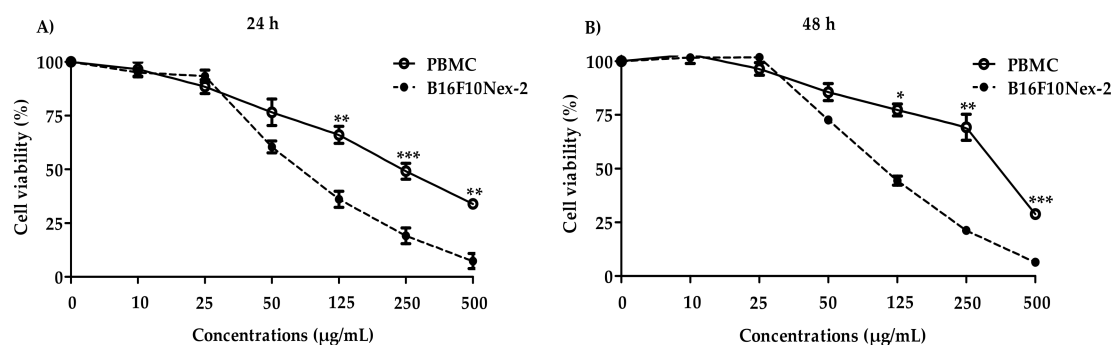 A)
24 h
PBMC
B16F10Nex-2
Cell viability (%)
100
75
50
25
0
**
***
**
0 10 25 50 125 250 500
Concentrations (µg/mL)
B)
48 h
PBMC
B16F10Nex-2
Cell viability (%)
100
75
50
25
0
*
**
***
0 10 25 50 125 250 500
Concentrations (µg/mL)